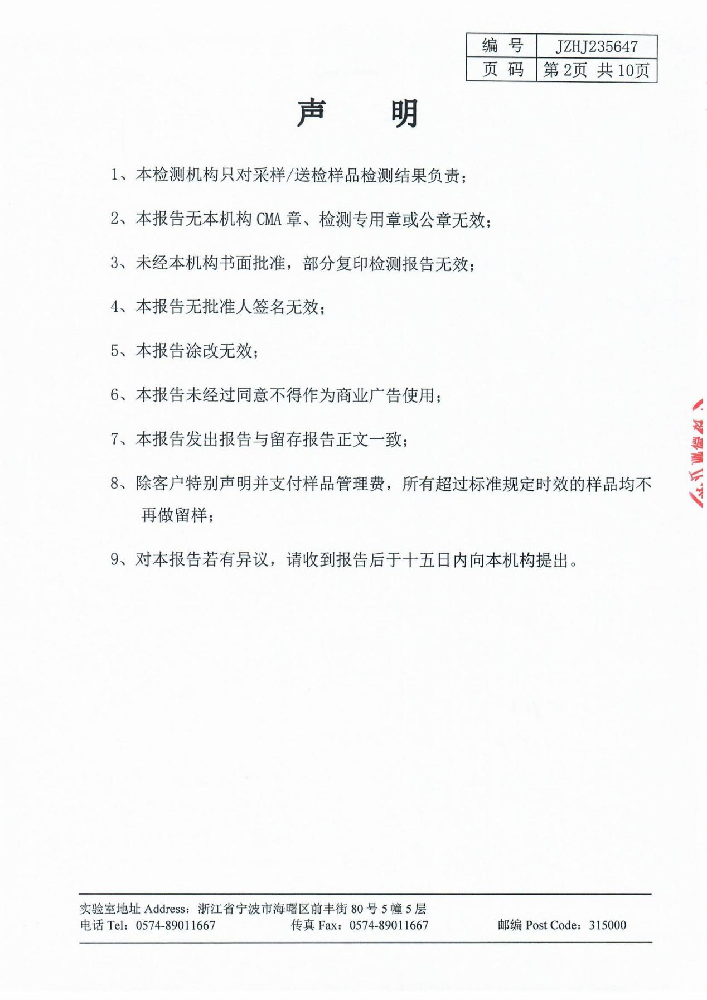 编 号 JZHJ235647
页 码 第 2页 共 10页
声 明
1、本检测机构只对采样/送检样品检测结果负责；
2、本报告无本机构 CMA 章、检测专用章或公章无效；
3、未经本机构书面批准，部分复印检测报告无效；
4、本报告无批准人签名无效；
5、本报告涂改无效；
6、本报告未经过同意不得作为商业广告使用；
7、本报告发出报告与留存报告正文一致；
8、除客户特别声明并支付样品管理费，所有超过标准规定时效的样品均不
再做留样；
9、对本报告若有异议，请收到报告后于十五日内向本机构提出。
实验室地址 Address：浙江省宁波市海曙区前丰街 80 号 5 幢 5 层
电话 Tel：0574-89011667 传真 Fax：0574-89011667 邮编 Post Code：315000